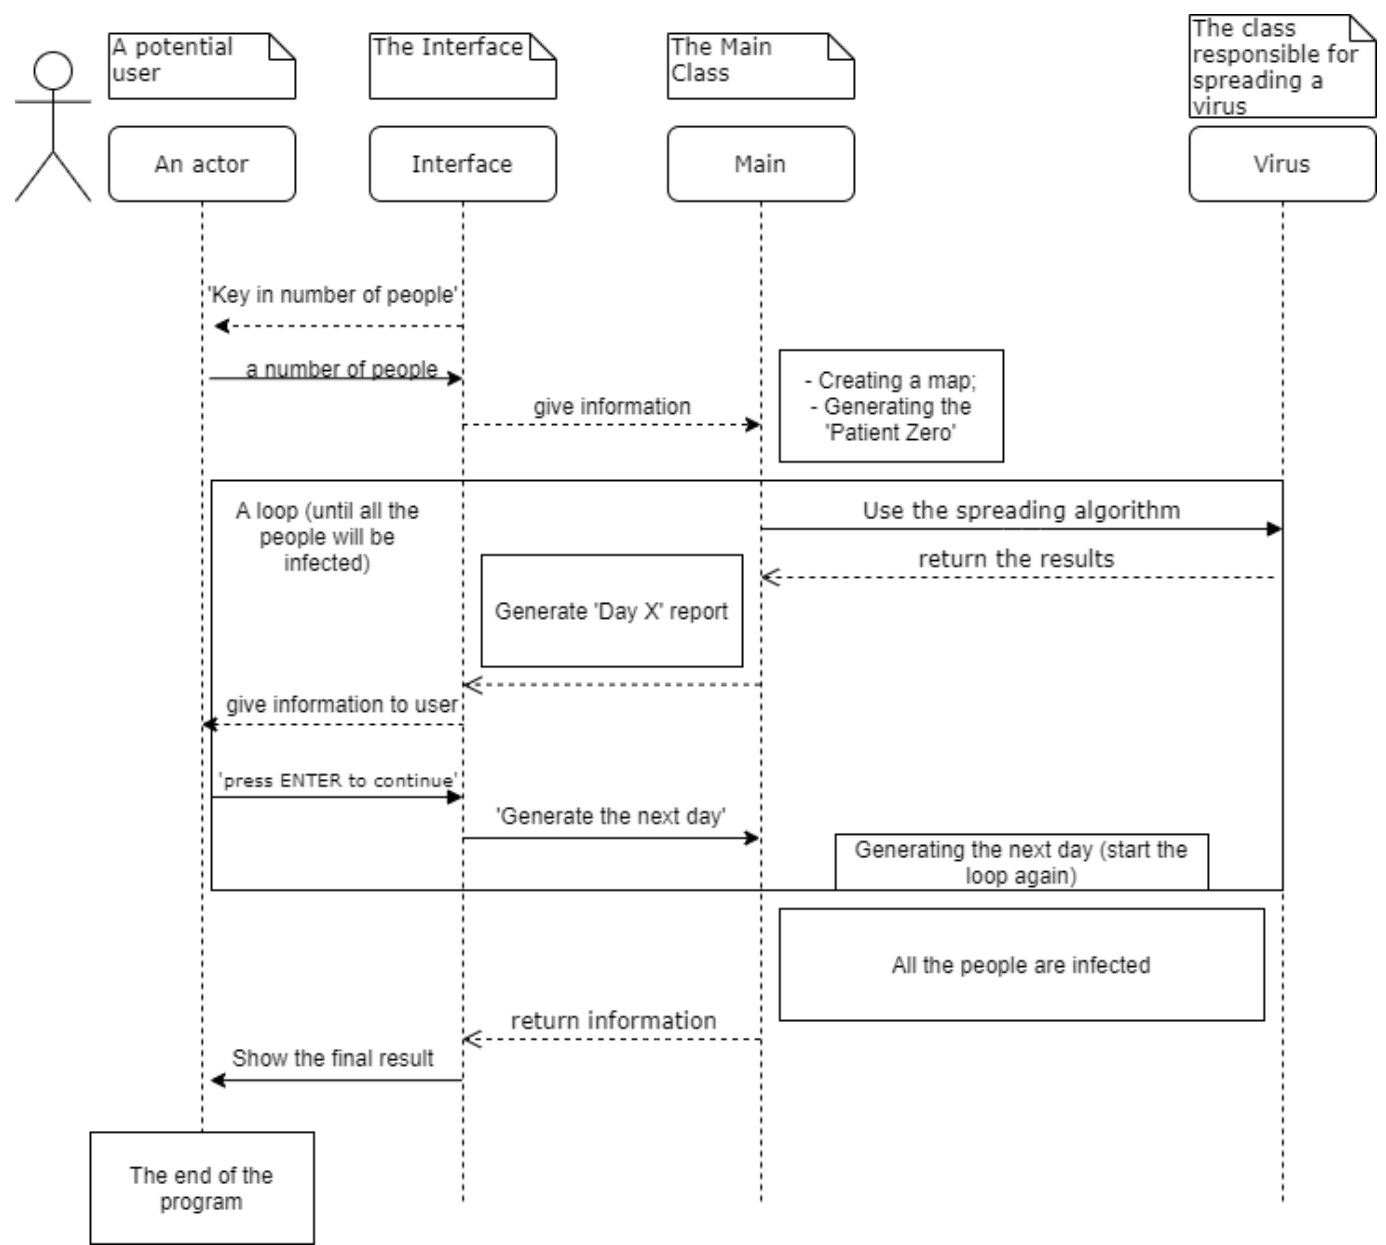 A potential
user
The Interface
The Main
Class
The class
responsible for
spreading a
virus
An actor
Interface
Main
Virus
'Key in number of people'
a number of people
give information
- Creating a map;
- Generating the
'Patient Zero'
A loop (until all the
people will be
infected)
Use the spreading algorithm
return the results
Generate 'Day X' report
give information to user
'press ENTER to continue'
'Generate the next day'
Generating the next day (start the
loop again)
All the people are infected
return information
Show the final result
The end of the
program